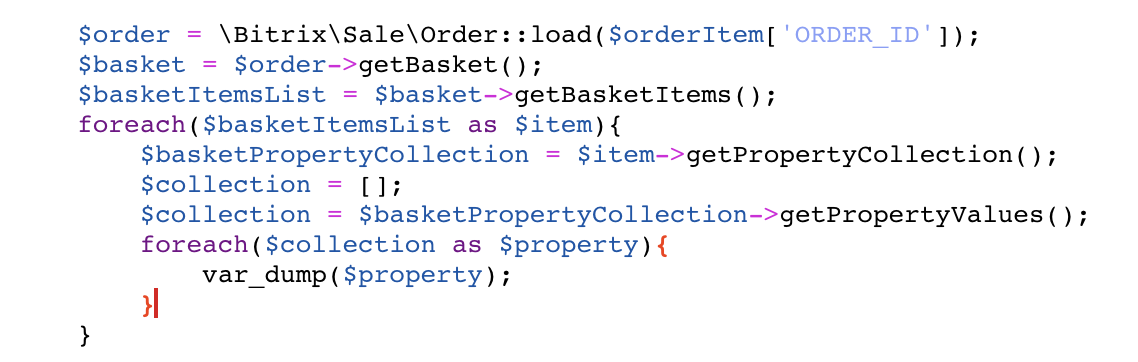 $order = \Bitrix\Sale\Order::load($orderItem['ORDER_ID']);
$basket = $order->getBasket();
$basketItemsList = $basket->getBasketItems();
foreach($basketItemsList as $item){
    $basketPropertyCollection = $item->getPropertyCollection();
    $collection = [];
    $collection = $basketPropertyCollection->getPropertyValues();
    foreach($collection as $property){
        var_dump($property);
    }
}